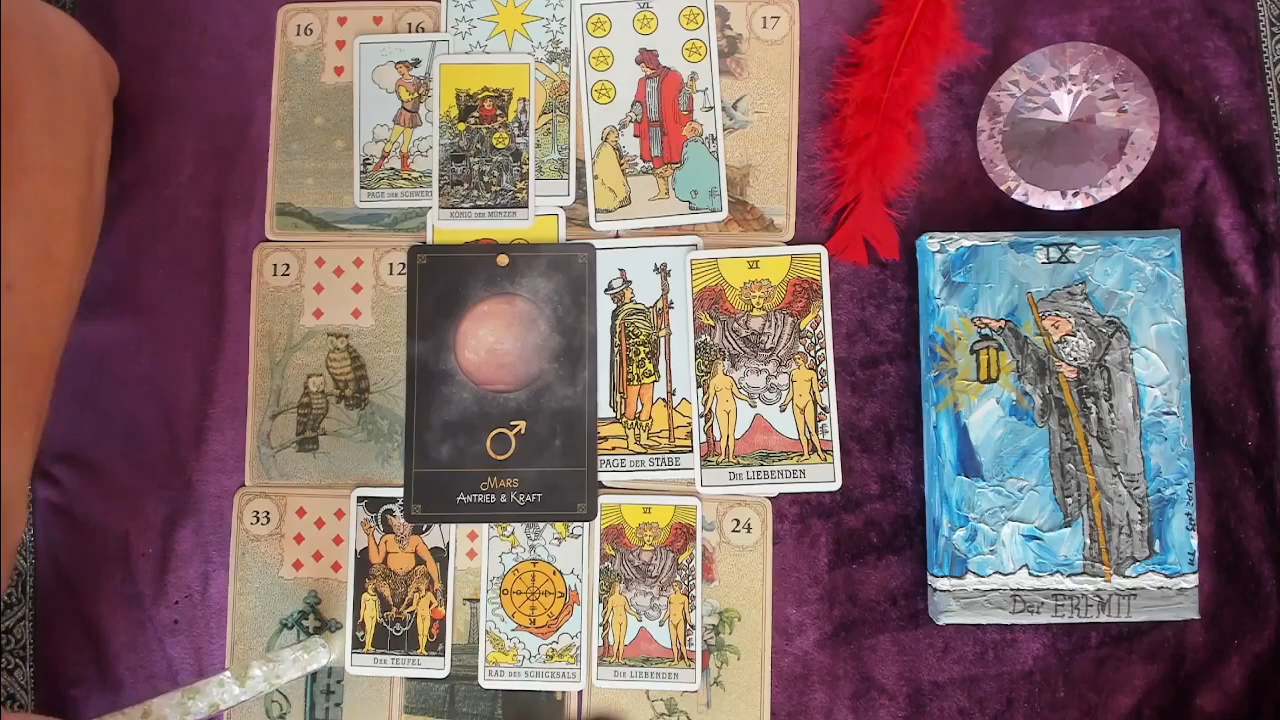 16
16
17
VI
PAGE DER SCHWERT
KÖNIG DER MÜNZEN
12
12
VI
PAGE DER STÄBE
DIE LIEBENDEN
MARS
ANTRIEB & KRAFT
IX
Der EREMIT
33
24
VI
DER TEUFEL
RAD DES SCHICKSALS
DIE LIEBENDEN